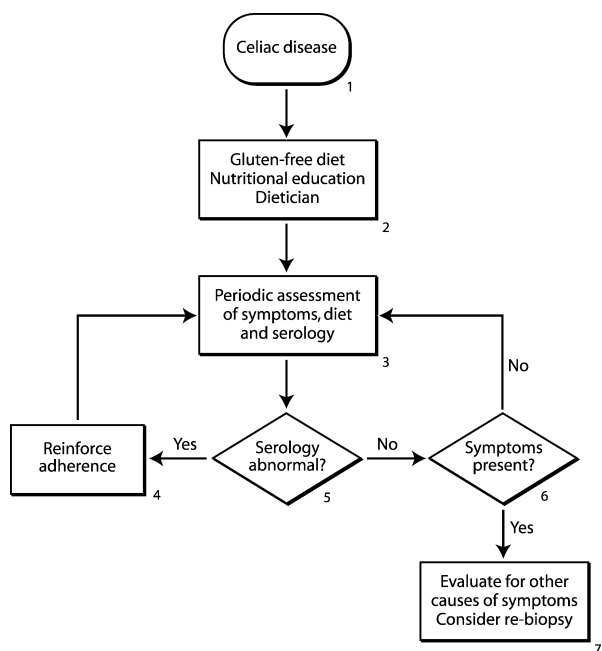 Celiac disease
1
Gluten-free diet
Nutritional education
Dietician
2
Periodic assessment
of symptoms, diet
and serology
3
No
Reinforce
adherence
4
Yes
Serology
abnormal?
5
No
Symptoms
present?
6
Yes
Evaluate for other
causes of symptoms
Consider re-biopsy
7